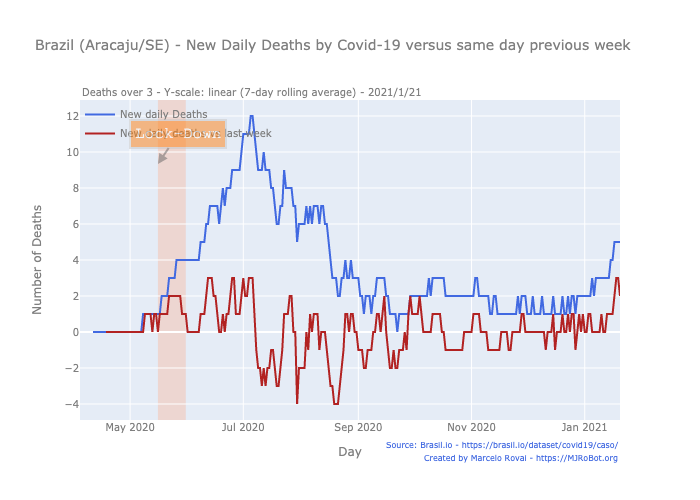 Brazil (Aracaju/SE) - New Daily Deaths by Covid-19 versus same day previous week
Deaths over 3 - Y-scale: linear (7-day rolling average) - 2021/1/21
New daily Deaths
New daily deaths vs last week
Lock-Down
12
10
8
6
4
2
0
−2
−4
Number of Deaths
May 2020
Jul 2020
Sep 2020
Nov 2020
Jan 2021
Day
Source: Brasil.io - https://brasil.io/dataset/covid19/caso/
Created by Marcelo Rovai - https://MJRoBot.org